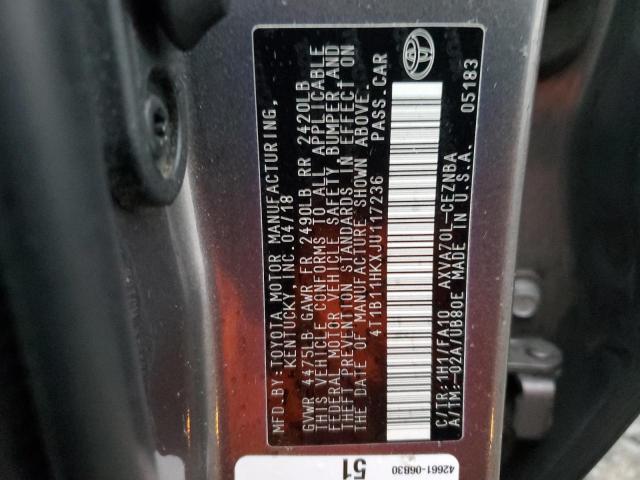 MFD.BY:TOYOTA MOTOR MANUFACTURING,
KENTUCKY, INC.04/18
GVWR 4751LB GAWR FR 2490LB RR 2420LB
THIS VEHICLE CONFORMS TO ALL APPLICABLE
FEDERAL MOTOR VEHICLE SAFETY BUMPER,AND
THEFT PREVENTION STANDARDS IN EFFECT ON
THE DATE OF MANUFACTURE SHOWN ABOVE.
4T1B11HKXJU117236 PASS.CAR
C/TR:1H1/FA10 AXVA70L-CEZNBA
A/TM:-02A/UB80E MADE IN U.S.A. 05183
51
42661-06B30